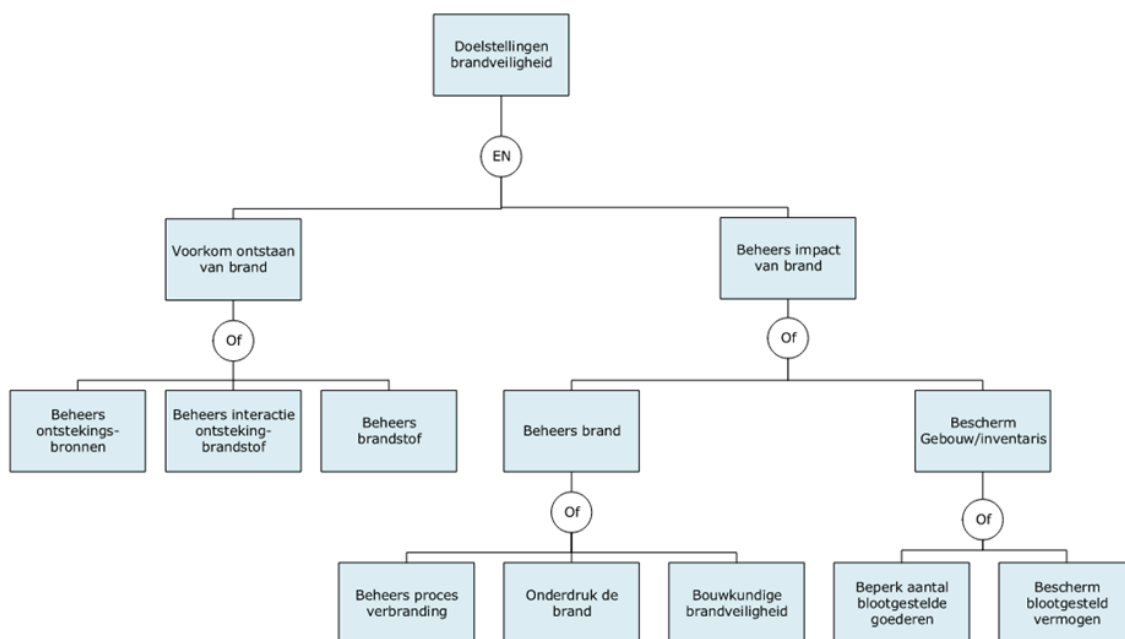 Doelstellingen
brandveiligheid
EN
Voorkom ontstaan
van brand
Beheers impact
van brand
Of
Of
Beheers
ontstekings-
bronnen
Beheers interactie
ontsteking-
brandstof
Beheers
brandstof
Beheers brand
Bescherm
Gebouw/inventaris
Of
Of
Beheers proces
verbranding
Onderdruk de
brand
Bouwkundige
brandveiligheid
Beperk aantal
blootgestelde
goederen
Bescherm
blootgesteld
vermogen